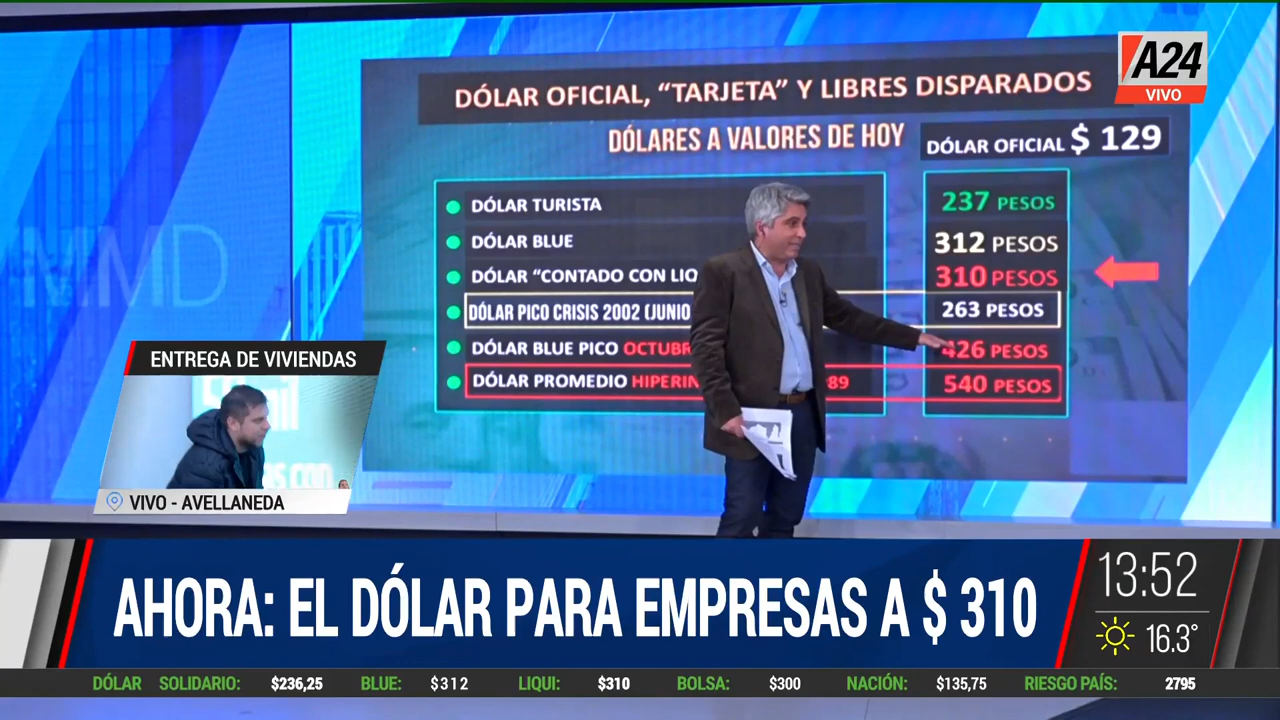 A24
VIVO
DÓLAR OFICIAL, “TARJETA” Y LIBRES DISPARADOS
DÓLARES A VALORES DE HOY
DÓLAR OFICIAL $ 129
DÓLAR TURISTA 237 PESOS
DÓLAR BLUE 312 PESOS
DÓLAR “CONTADO CON LIQ 310 PESOS
DÓLAR PICO CRISIS 2002 (JUNIO 263 PESOS
DÓLAR BLUE PICO OCTUBR 426 PESOS
DÓLAR PROMEDIO HIPERIN 89 540 PESOS
MMD
ENTREGA DE VIVIENDAS
as con
VIVO - AVELLANEDA
AHORA: EL DÓLAR PARA EMPRESAS A $ 310
13:52
16.3°
DÓLAR SOLIDARIO: $236,25 BLUE: $312 LIQUI: $310 BOLSA: $300 NACIÓN: $135,75 RIESGO PAÍS: 2795